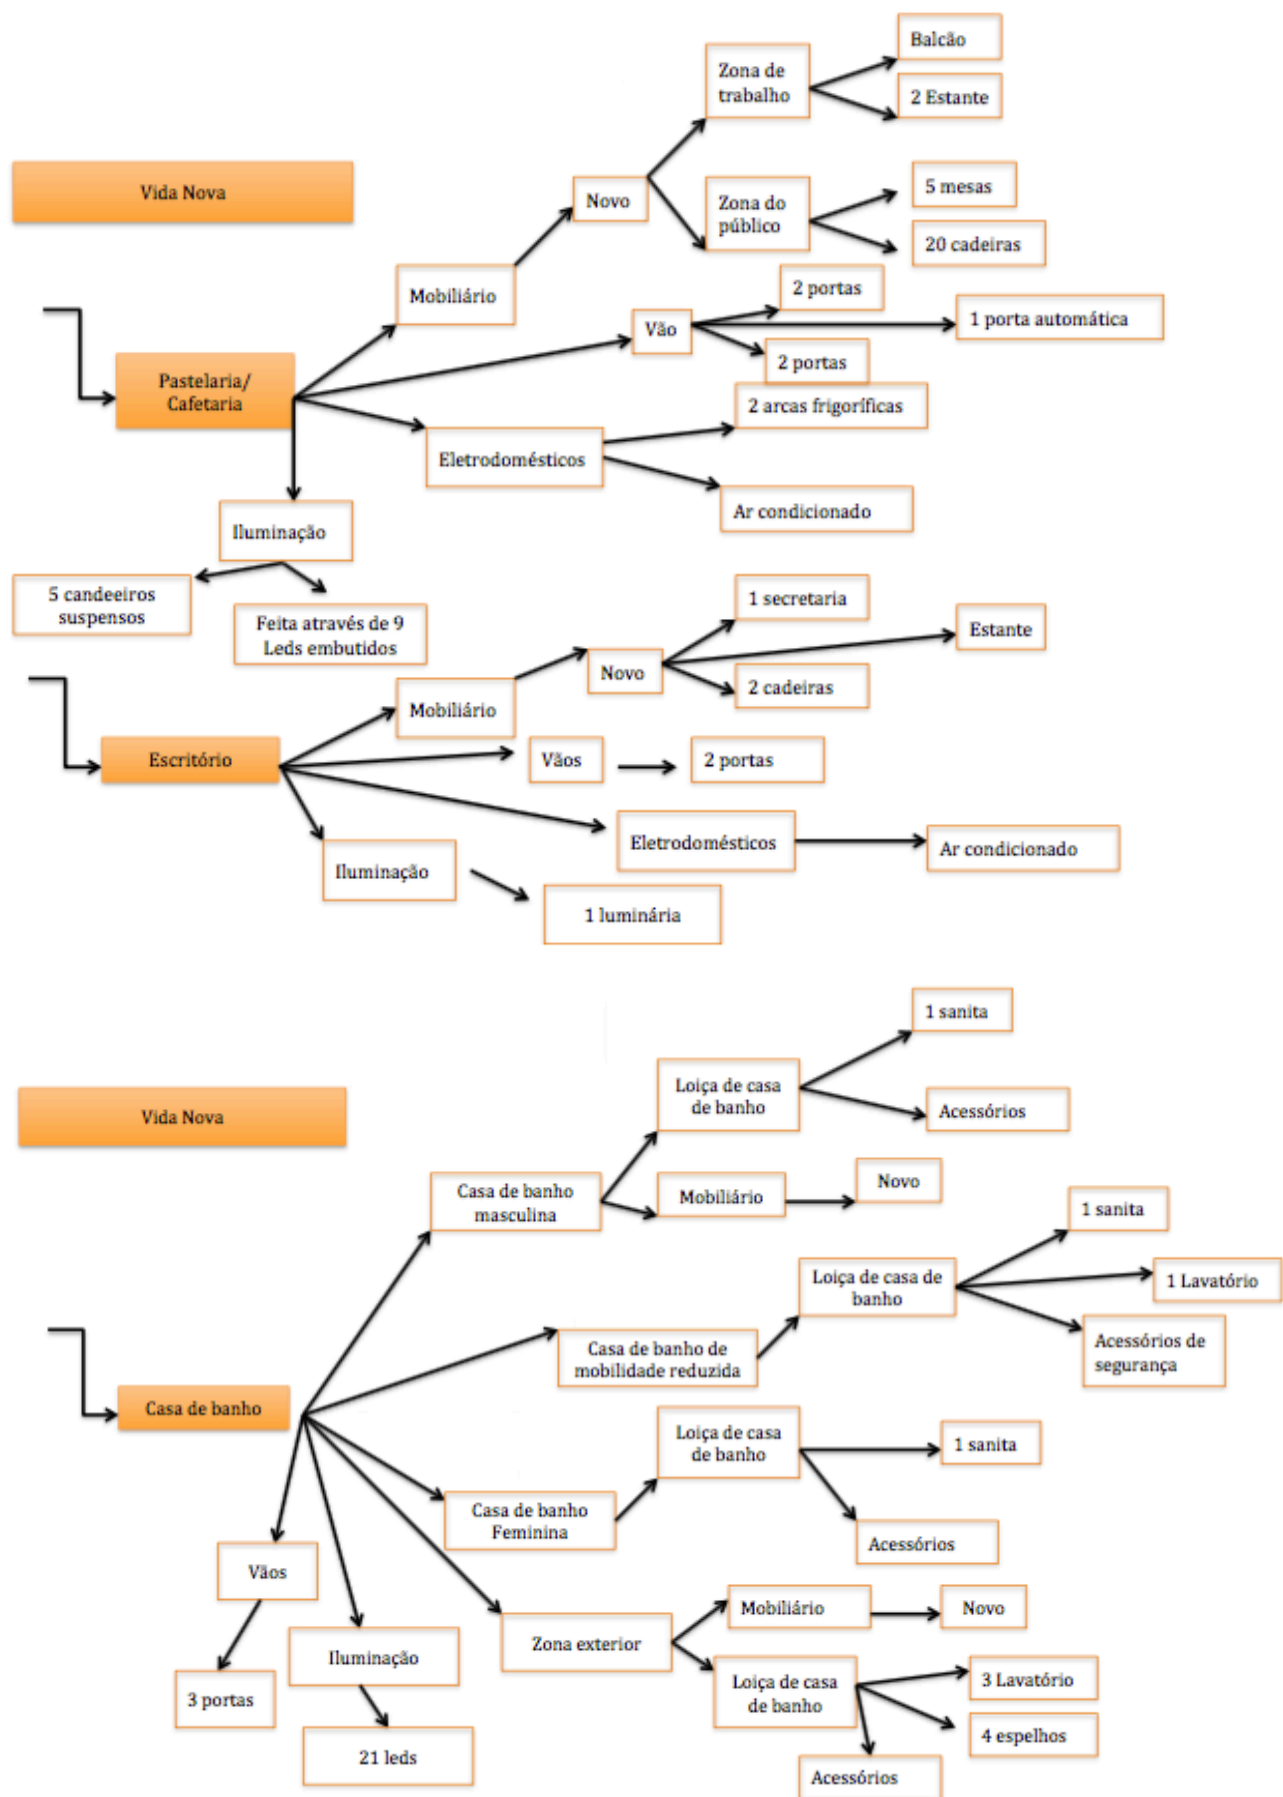 Balcão
Zona de
trabalho
2 Estante
Vida Nova
Novo
5 mesas
Zona do
público
20 cadeiras
Mobiliário
2 portas
Vão
1 porta automática
2 portas
Pastelaria/
Cafetaria
2 arcas frigoríficas
Eletrodomésticos
Ar condicionado
Iluminação
5 candeeiros
suspensos
Feita através de 9
Leds embutidos
1 secretaria
Estante
Novo
2 cadeiras
Mobiliário
Escritório
Vãos
2 portas
Eletrodomésticos
Ar condicionado
Iluminação
1 luminária
1 sanita
Loiça de casa
de banho
Acessórios
Vida Nova
Casa de banho
masculina
Mobiliário
Novo
1 sanita
Loiça de casa de
banho
1 Lavatório
Casa de banho de
mobilidade reduzida
Acessórios de
segurança
Casa de banho
Loiça de casa
de banho
1 sanita
Casa de banho
Feminina
Acessórios
Vãos
Mobiliário
Novo
Zona exterior
Iluminação
3 portas
Loiça de casa
de banho
3 Lavatório
4 espelhos
21 leds
Acessórios